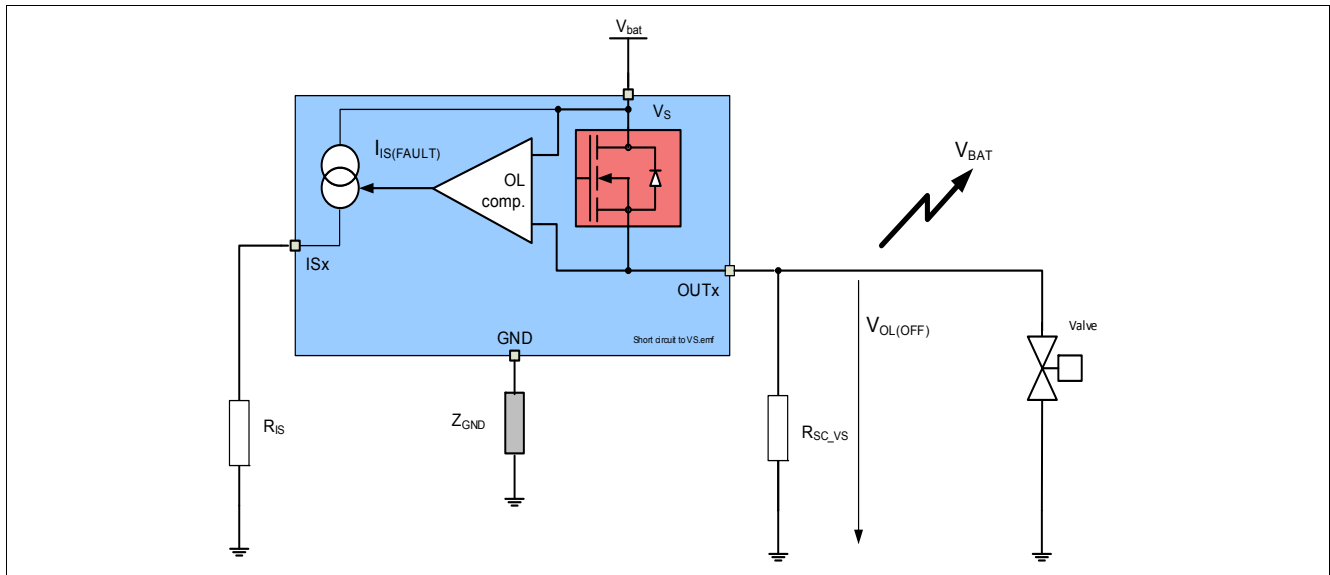 Vbat
VS
IIS(FAULT)
OL
comp.
VBAT
ISx
OUTx
VOL(OFF)
Valve
GND
Short circuit to VS.emf
RIS
ZGND
RSC_VS